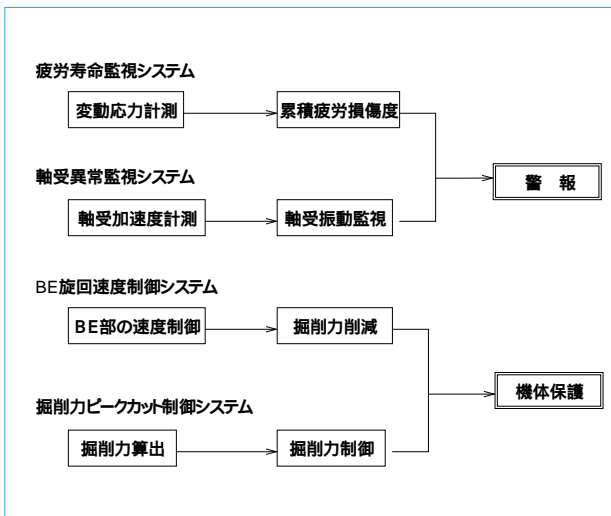 疲労寿命監視システム
変動応力計測
累積疲労損傷度
軸受異常監視システム
警 報
軸受加速度計測
軸受振動監視
BE旋回速度制御システム
BE部の速度制御
掘削力削減
機体保護
掘削力ピークカット制御システム
掘削力算出
掘削力制御